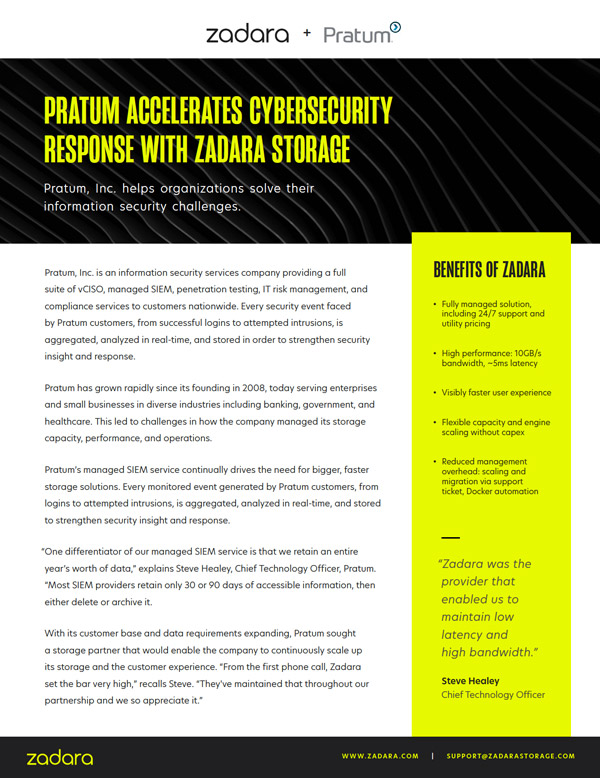 zadara + Pratum
PRATUM ACCELERATES CYBERSECURITY
RESPONSE WITH ZADARA STORAGE
Pratum, Inc. helps organizations solve their
information security challenges.
Pratum, Inc. is an information security services company providing a full
suite of vCISO, managed SIEM, penetration testing, IT risk management, and
compliance services to customers nationwide. Every security event faced
by Pratum customers, from successful logins to attempted intrusions, is
aggregated, analyzed in real-time, and stored in order to strengthen security
insight and response.
Pratum has grown rapidly since its founding in 2008, today serving enterprises
and small businesses in diverse industries including banking, government, and
healthcare. This led to challenges in how the company managed its storage
capacity, performance, and operations.
Pratum's managed SIEM service continually drives the need for bigger, faster
storage solutions. Every monitored event generated by Pratum customers, from
logins to attempted intrusions, is aggregated, analyzed in real-time, and stored
to strengthen security insight and response.
“One differentiator of our managed SIEM service is that we retain an entire
year's worth of data,” explains Steve Healey, Chief Technology Officer, Pratum.
“Most SIEM providers retain only 30 or 90 days of accessible information, then
either delete or archive it.
With its customer base and data requirements expanding, Pratum sought
a storage partner that would enable the company to continuously scale up
its storage and the customer experience. “From the first phone call, Zadara
set the bar very high,” recalls Steve. “They've maintained that throughout our
partnership and we so appreciate it.”
BENEFITS OF ZADARA
• Fully managed solution,
including 24/7 support and
utility pricing
• High performance: 10GB/s
bandwidth, ~5ms latency
• Visibly faster user experience
• Flexible capacity and engine
scaling without capex
• Reduced management
overhead: scaling and
migration via support
ticket, Docker automation
“Zadara was the
provider that
enabled us to
maintain low
latency and
high bandwidth.”
Steve Healey
Chief Technology Officer
zadara
WWW.ZADARA.COM | SUPPORT@ZADARASTORAGE.COM